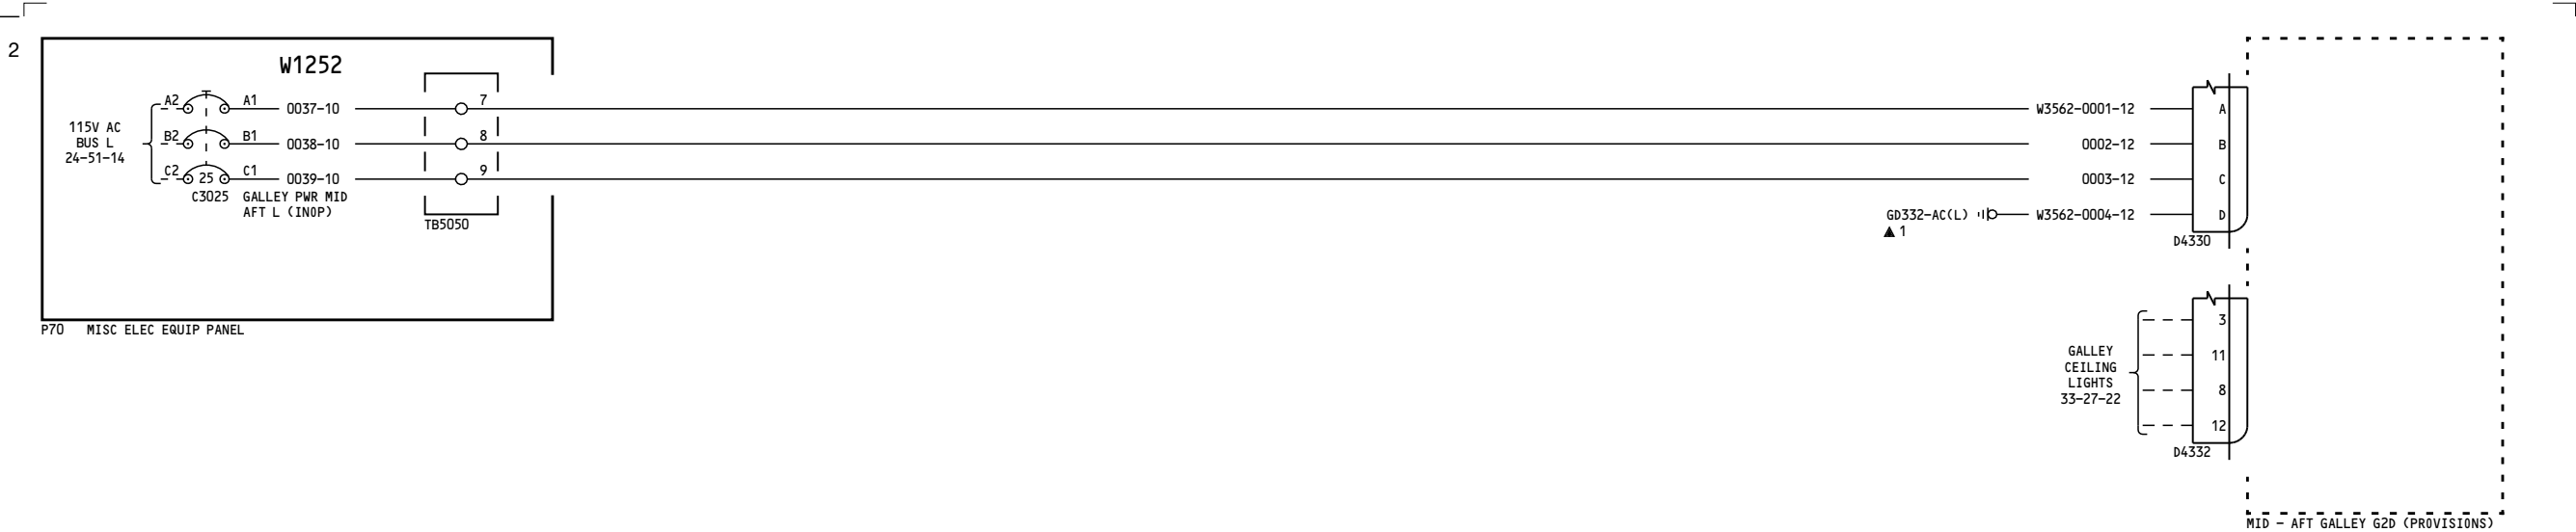 2
W1252
A2 A1 0037-10 7 W3562-0001-12 A
115V AC
BUS L
24-51-14
B2 B1 0038-10 8 0002-12 B
C2 25 C1 0039-10 9 0003-12 C
C3025 GALLEY PWR MID
AFT L (INOP)
TB5050
GD332-AC(L) W3562-0004-12 D
▲ 1
D4330
P70 MISC ELEC EQUIP PANEL
GALLEY
CEILING
LIGHTS
33-27-22
3
11
8
12
D4332
MID - AFT GALLEY G2D (PROVISIONS)